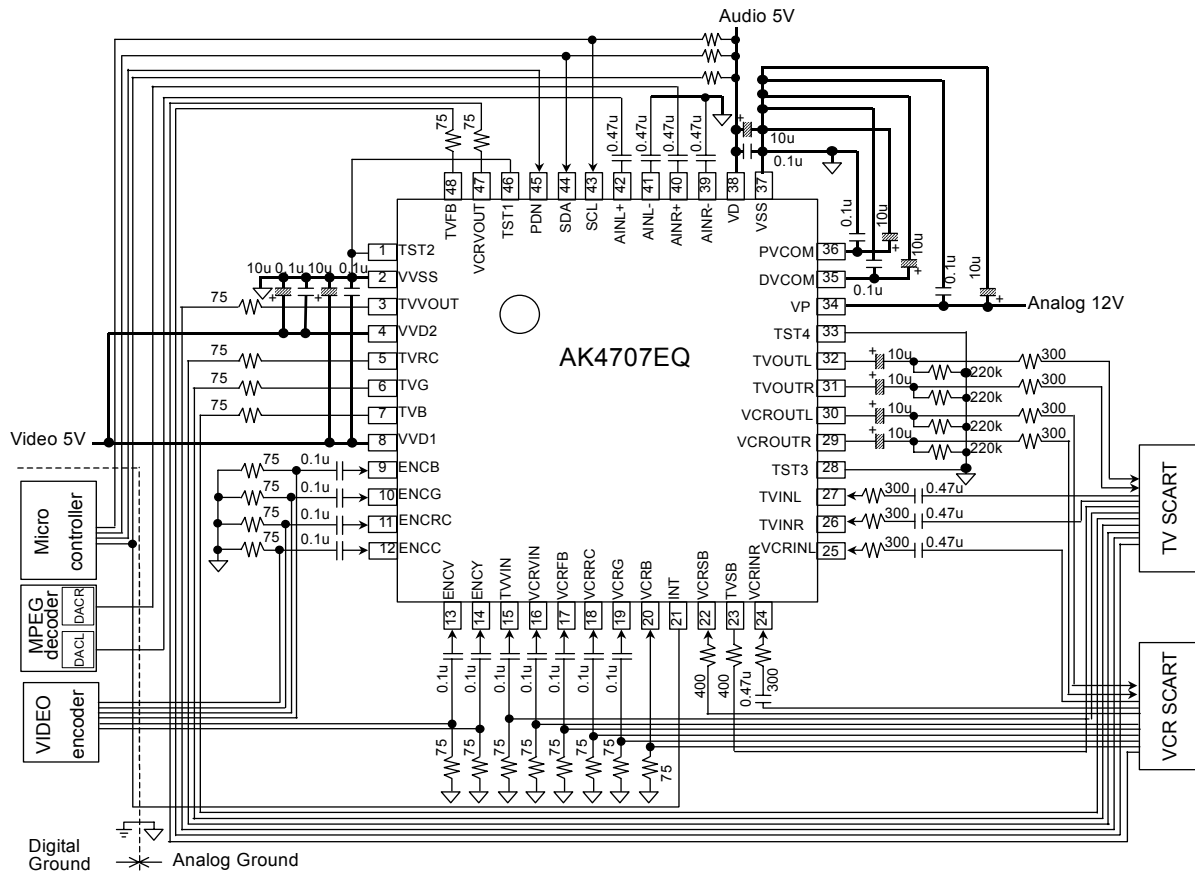 Audio 5V
75
75
0.47u
0.47u
0.47u
0.47u
10u
0.1u
48
47
46
45
44
43
42
41
40
39
38
37
TVFB
VCRVOUT
TST1
PDN
SDA
SCL
AINL+
AINL-
AINR+
AINR-
VD
VSS
0.1u
10u
10u
0.1u
0.1u
10u
1 TST2
10u 0.1u 10u 0.1u
2 VVSS
75 3 TVVOUT
4 VVD2
75 5 TVRC
75 6 TVG
75 7 TVB
Video 5V 8 VVD1
75 0.1u 9 ENCB
75 0.1u 10 ENCG
75 0.1u 11 ENCRC
75 0.1u 12 ENCC
AK4707EQ
PVCOM 36
DVCOM 35
VP 34 Analog 12V
TST4 33
TVOUTL 32 + 10u 300
220k
TVOUTR 31 + 10u 300
220k
VCROUTL 30 + 10u 300
220k
VCROUTR 29 + 10u 300
220k
TST3 28
TVINL 27 300 0.47u
TVINR 26 300 0.47u
VCRINL 25 300 0.47u
ENCV
ENCY
TVVIN
VCRVIN
VCRFB
VCRRC
VCRG
VCRB
INT
VCRSB
TVSB
VCRINR
13
14
15
16
17
18
19
20
21
22
23
24
0.1u
0.1u
0.1u
0.1u
0.1u
0.1u
0.1u
400
400
0.47u
300
75
75
75
75
75
75
75
75
Micro
controller
MPEG
decoder
DACR
DACL
VIDEO
encoder
TV SCART
VCR SCART
Digital
Ground
Analog Ground